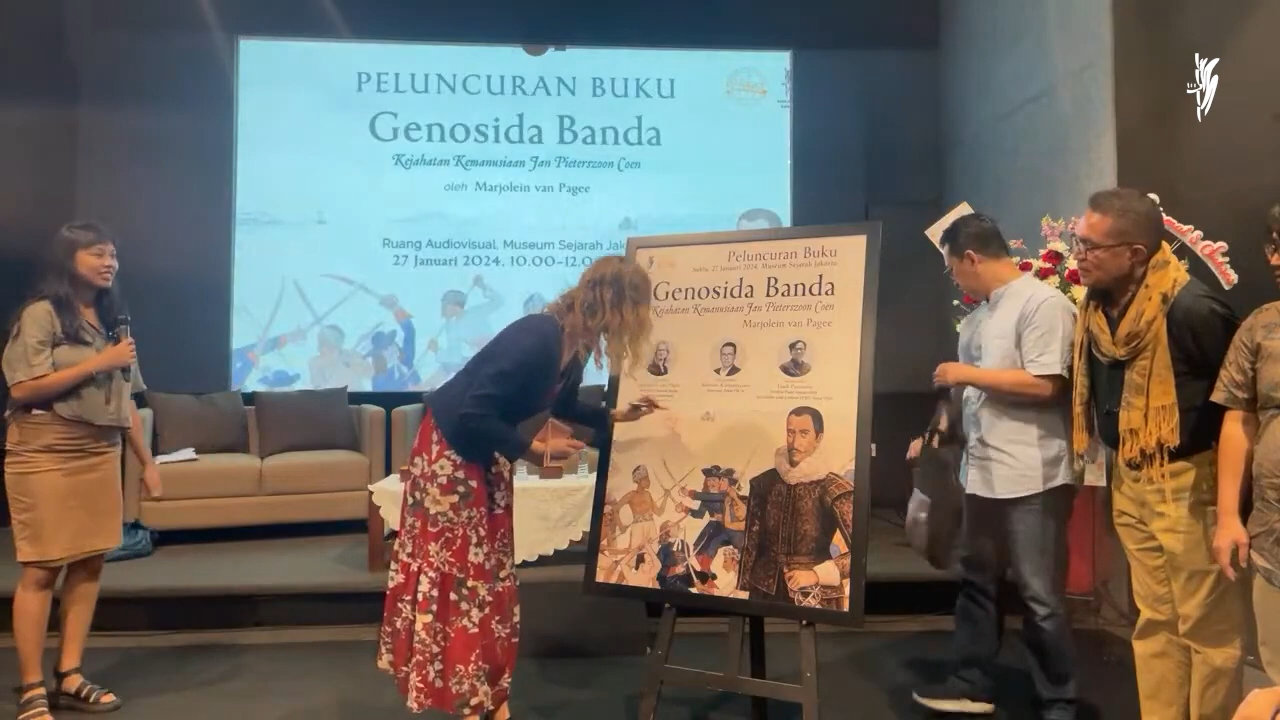 PELUNCURAN BUKU
Genosida Banda
Kejahatan Kemanusiaan Jan Pieterszoon Coen
oleh Marjolein van Pagee
Ruang Audiovisual, Museum Sejarah
27 Januari 2024, 10.00-12.0
Peluncuran Buku
Sabtu, 27 Januari 2024, Museum Sejarah Jakarta
Genosida Banda
Kejahatan Kemanusiaan Jan Pieterszoon Coen
Marjolein van Pagee